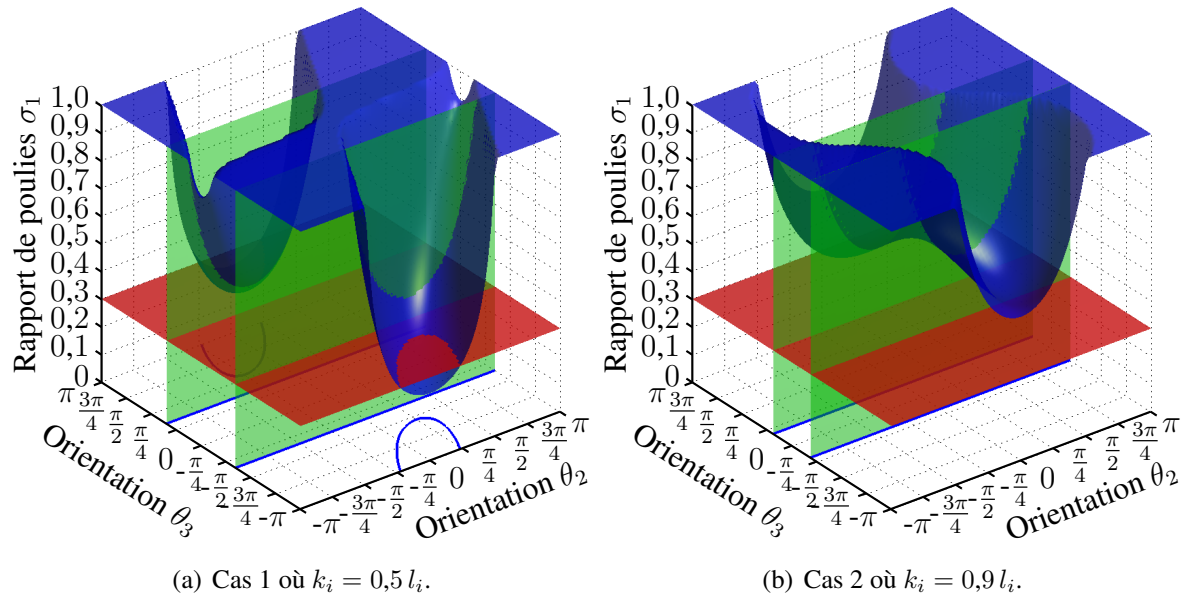 Rapport de poulies σ₁
1,0
0,9
0,8
0,7
0,6
0,5
0,4
0,3
0,2
0,1
0
π
3π/4
π/2
π/4
0
-π/4
-π/2
-3π/4
-π
Orientation θ₃
-π
-3π/4
-π/2
-π/4
0
π/4
π/2
3π/4
π
Orientation θ₂
(a) Cas 1 où kᵢ = 0,5 lᵢ.
Rapport de poulies σ₁
1,0
0,9
0,8
0,7
0,6
0,5
0,4
0,3
0,2
0,1
0
π
3π/4
π/2
π/4
0
-π/4
-π/2
-3π/4
-π
Orientation θ₃
-π
-3π/4
-π/2
-π/4
0
π/4
π/2
3π/4
π
Orientation θ₂
(b) Cas 2 où kᵢ = 0,9 lᵢ.